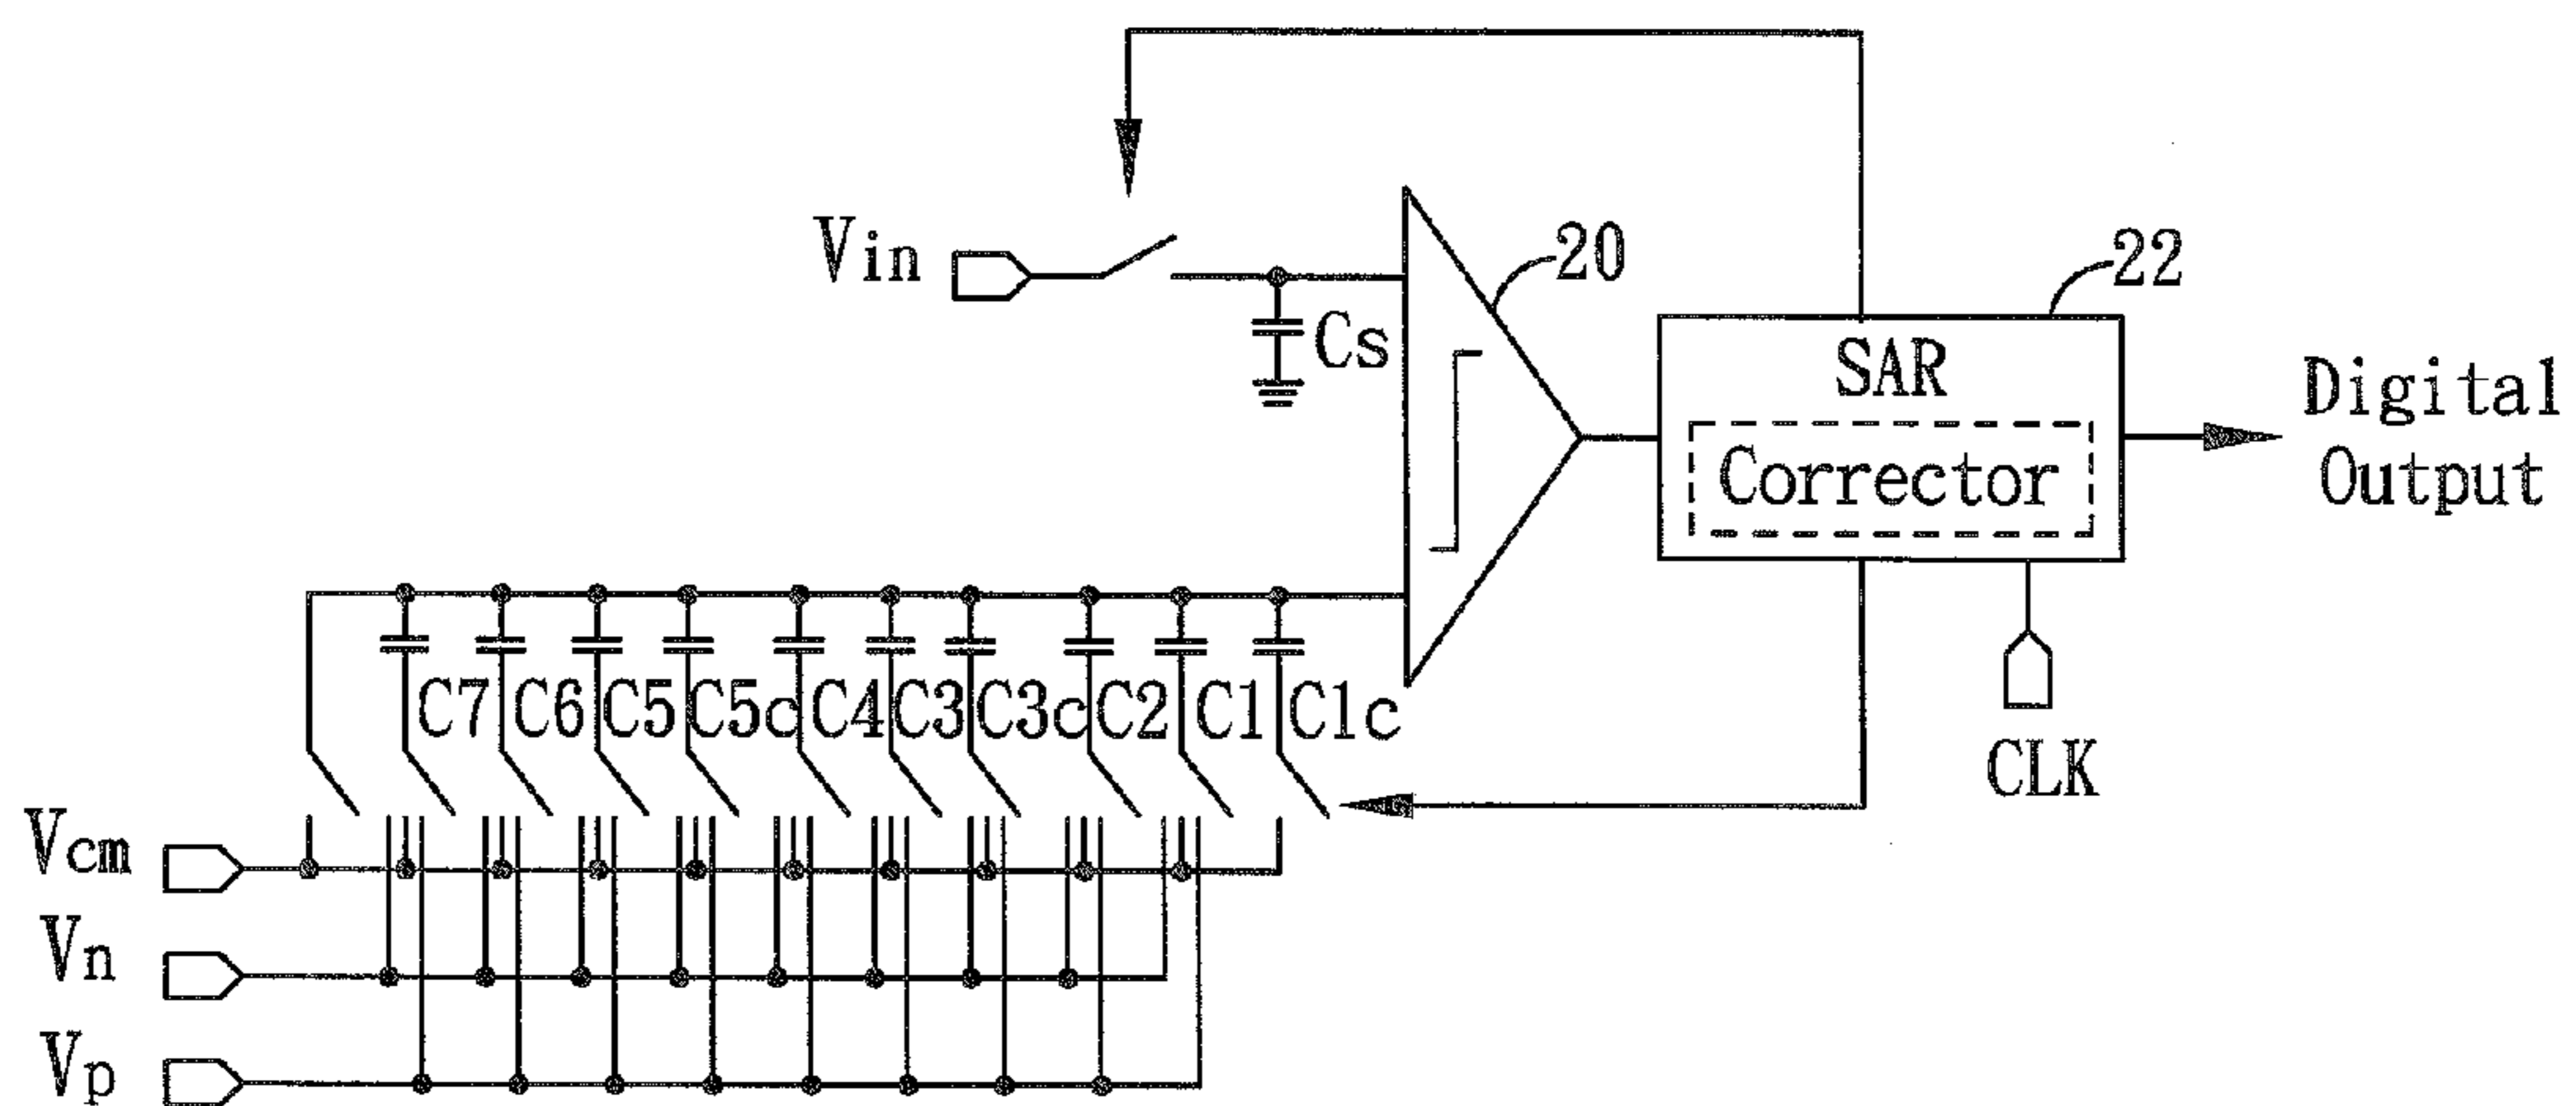 Vin
Cs
20
22
SAR
Corrector
Digital
Output
CLK
C7 C6 C5 C5c C4 C3 C3c C2 C1 C1c
Vcm
Vn
Vp